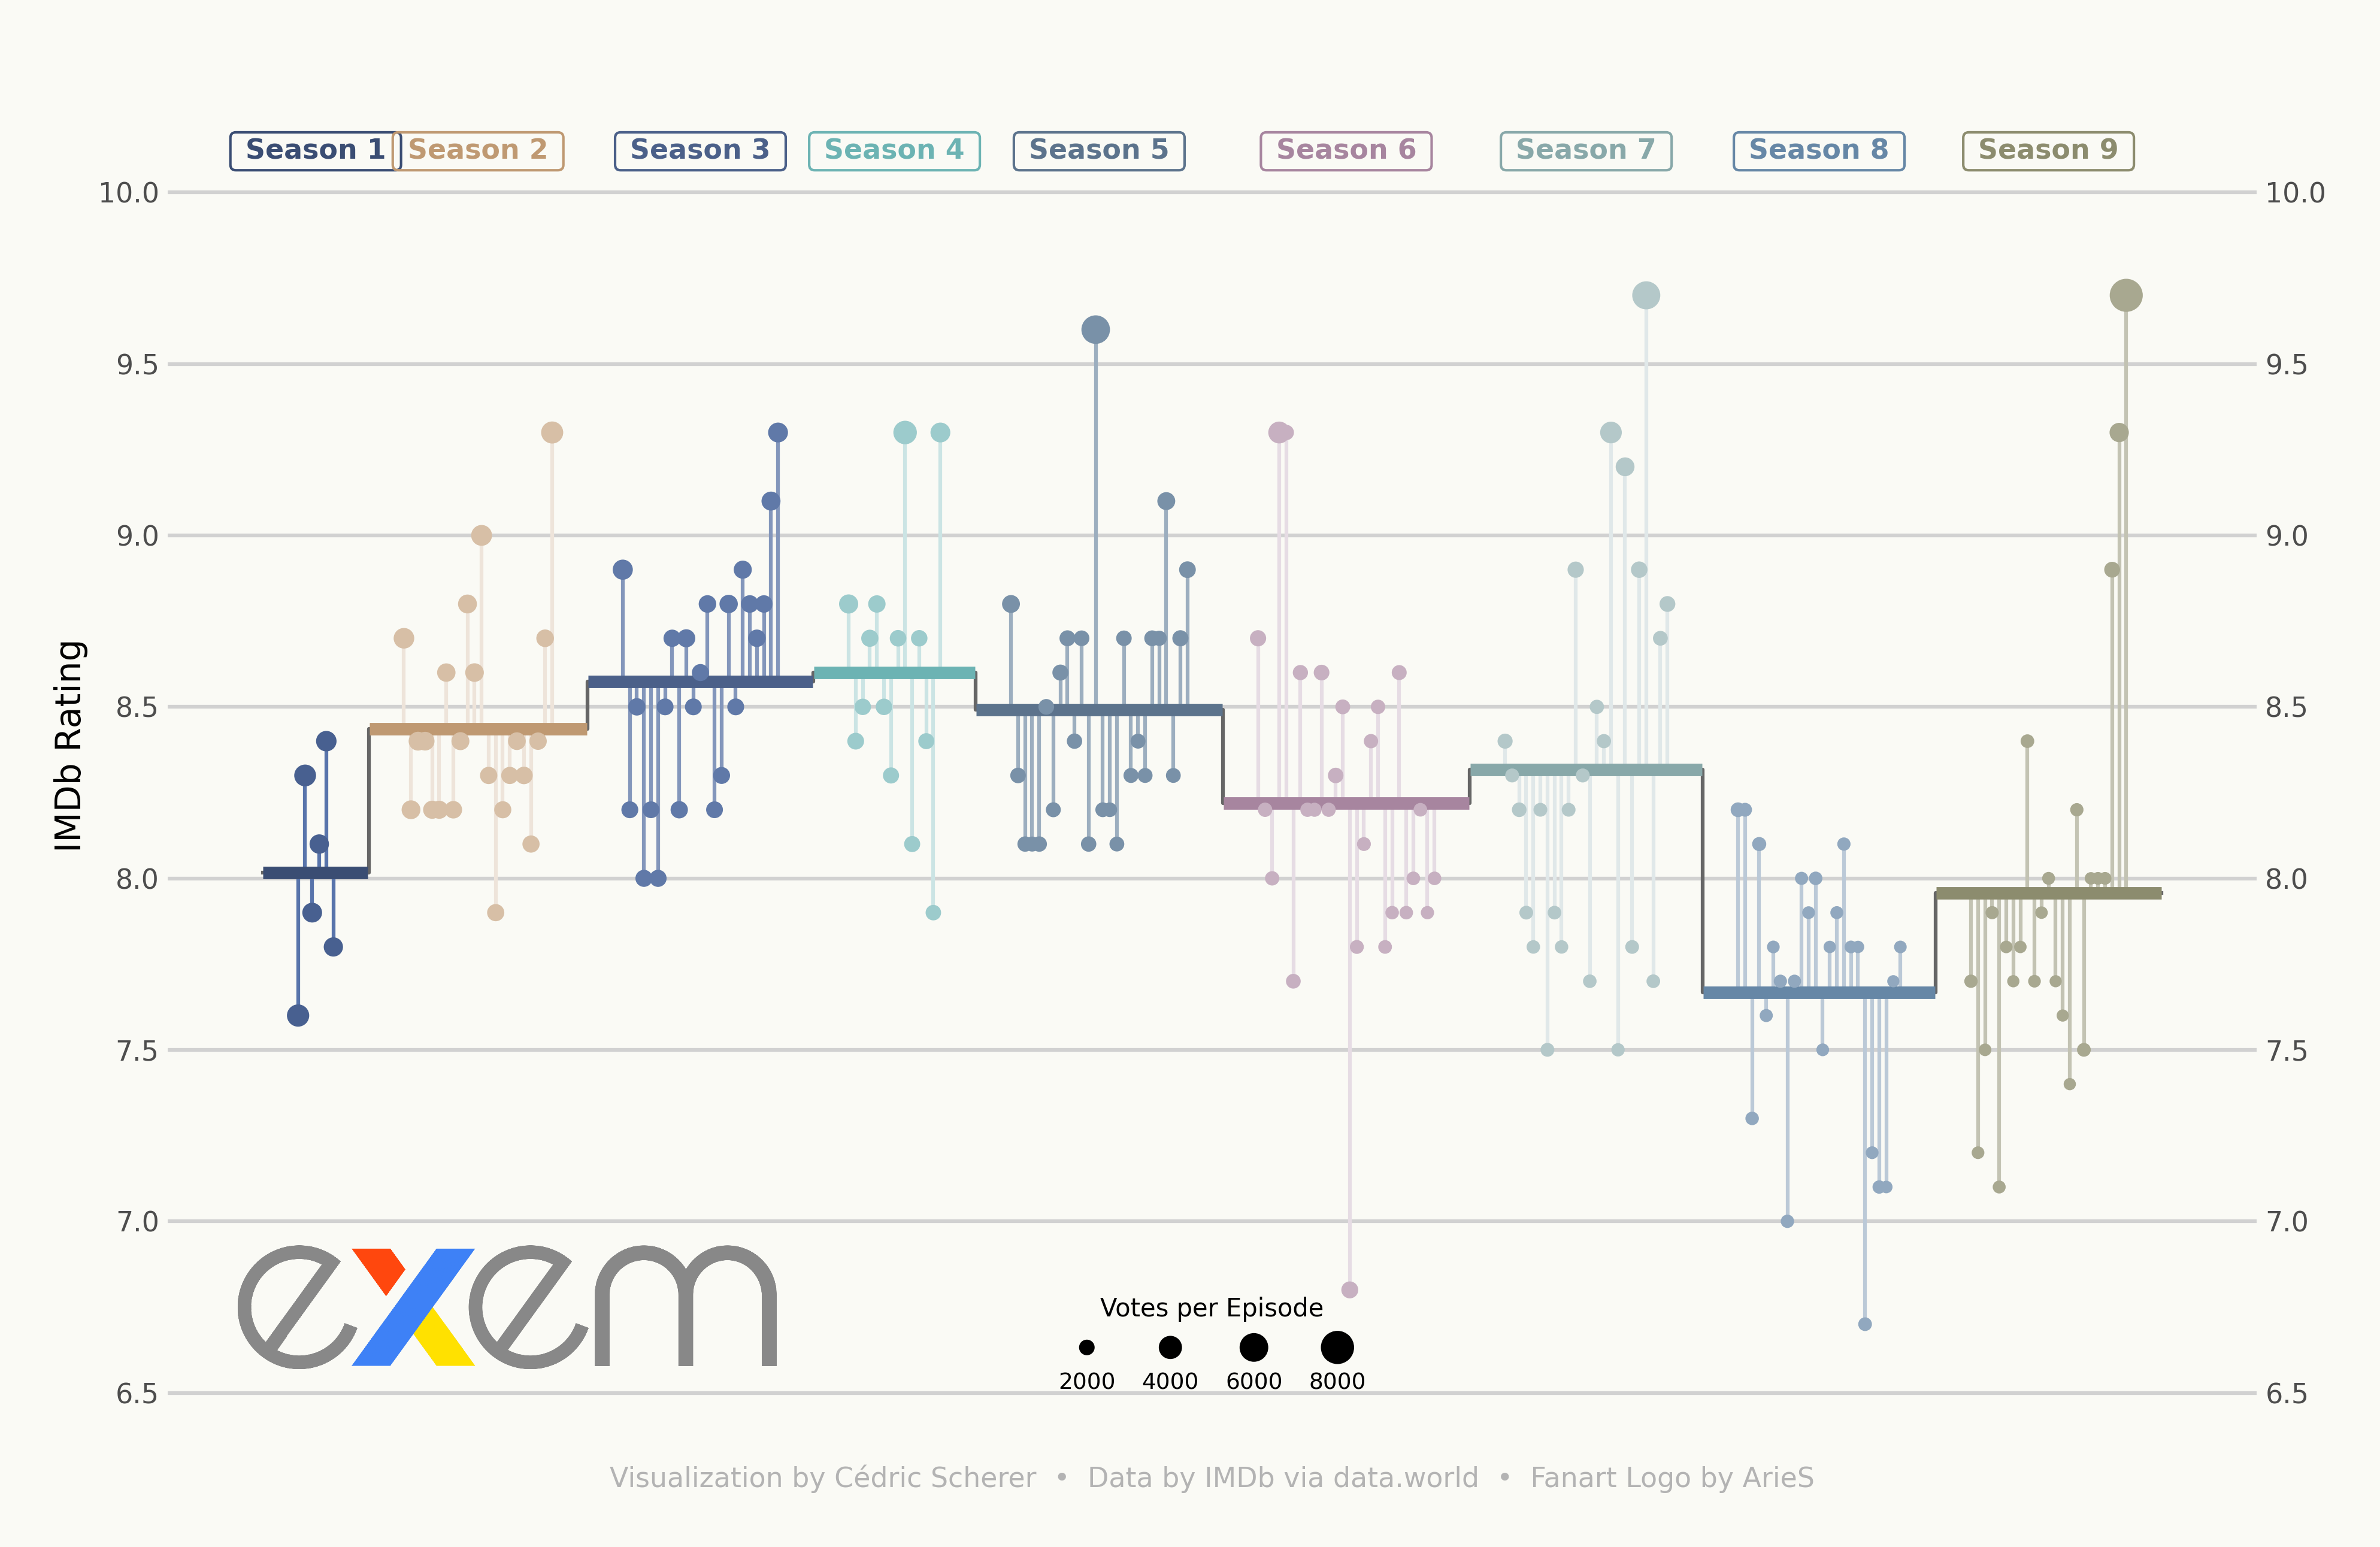 Season 1 Season 2 Season 3 Season 4 Season 5 Season 6 Season 7 Season 8 Season 9
10.0 10.0
9.5 9.5
9.0 9.0
IMDb Rating
8.5 8.5
8.0 8.0
7.5 7.5
7.0 7.0
exem
Votes per Episode
2000 4000 6000 8000
6.5 6.5
Visualization by Cédric Scherer • Data by IMDb via data.world • Fanart Logo by ArieS